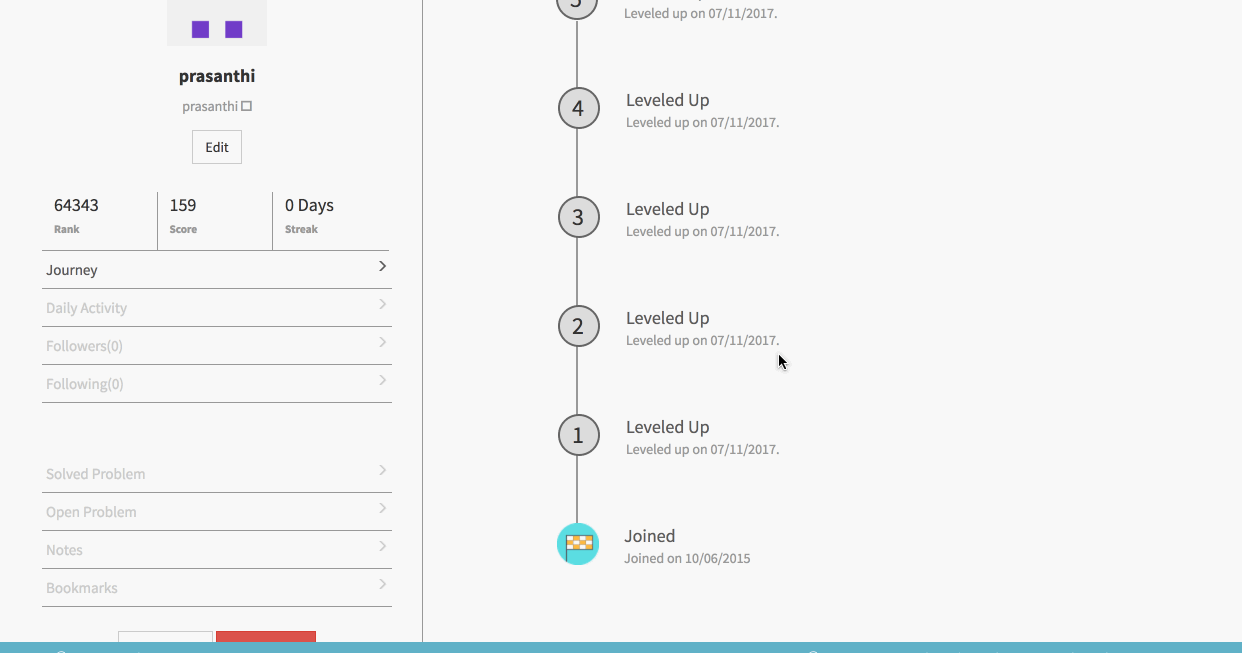 prasanthi
prasanthi
Edit
64343
Rank
159
Score
0 Days
Streak
Journey
Daily Activity
Followers(0)
Following(0)
Solved Problem
Open Problem
Notes
Bookmarks
Leveled up on 07/11/2017.
4
Leveled Up
Leveled up on 07/11/2017.
3
Leveled Up
Leveled up on 07/11/2017.
2
Leveled Up
Leveled up on 07/11/2017.
1
Leveled Up
Leveled up on 07/11/2017.
Joined
Joined on 10/06/2015